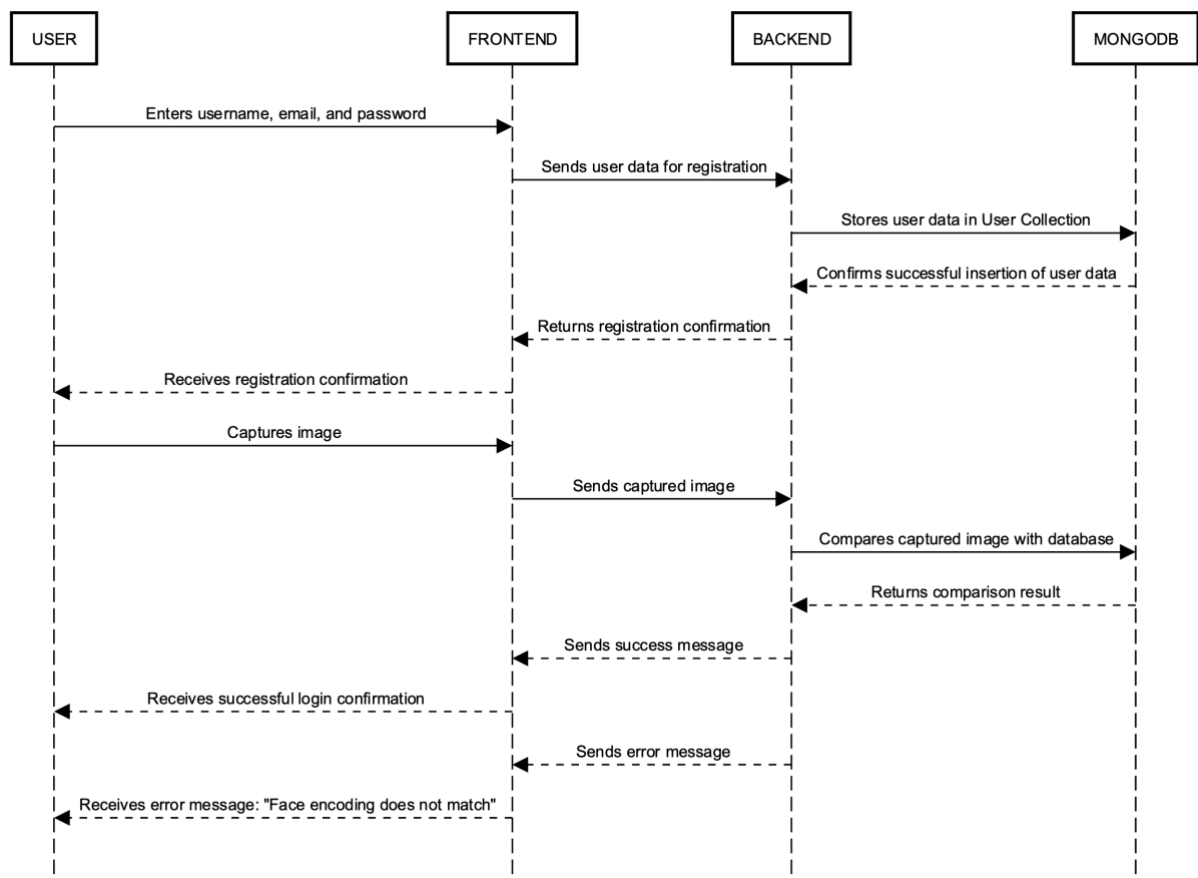 USER
FRONTEND
BACKEND
MONGODB
Enters username, email, and password
Sends user data for registration
Stores user data in User Collection
Confirms successful insertion of user data
Returns registration confirmation
Receives registration confirmation
Captures image
Sends captured image
Compares captured image with database
Returns comparison result
Sends success message
Receives successful login confirmation
Sends error message
Receives error message: "Face encoding does not match"